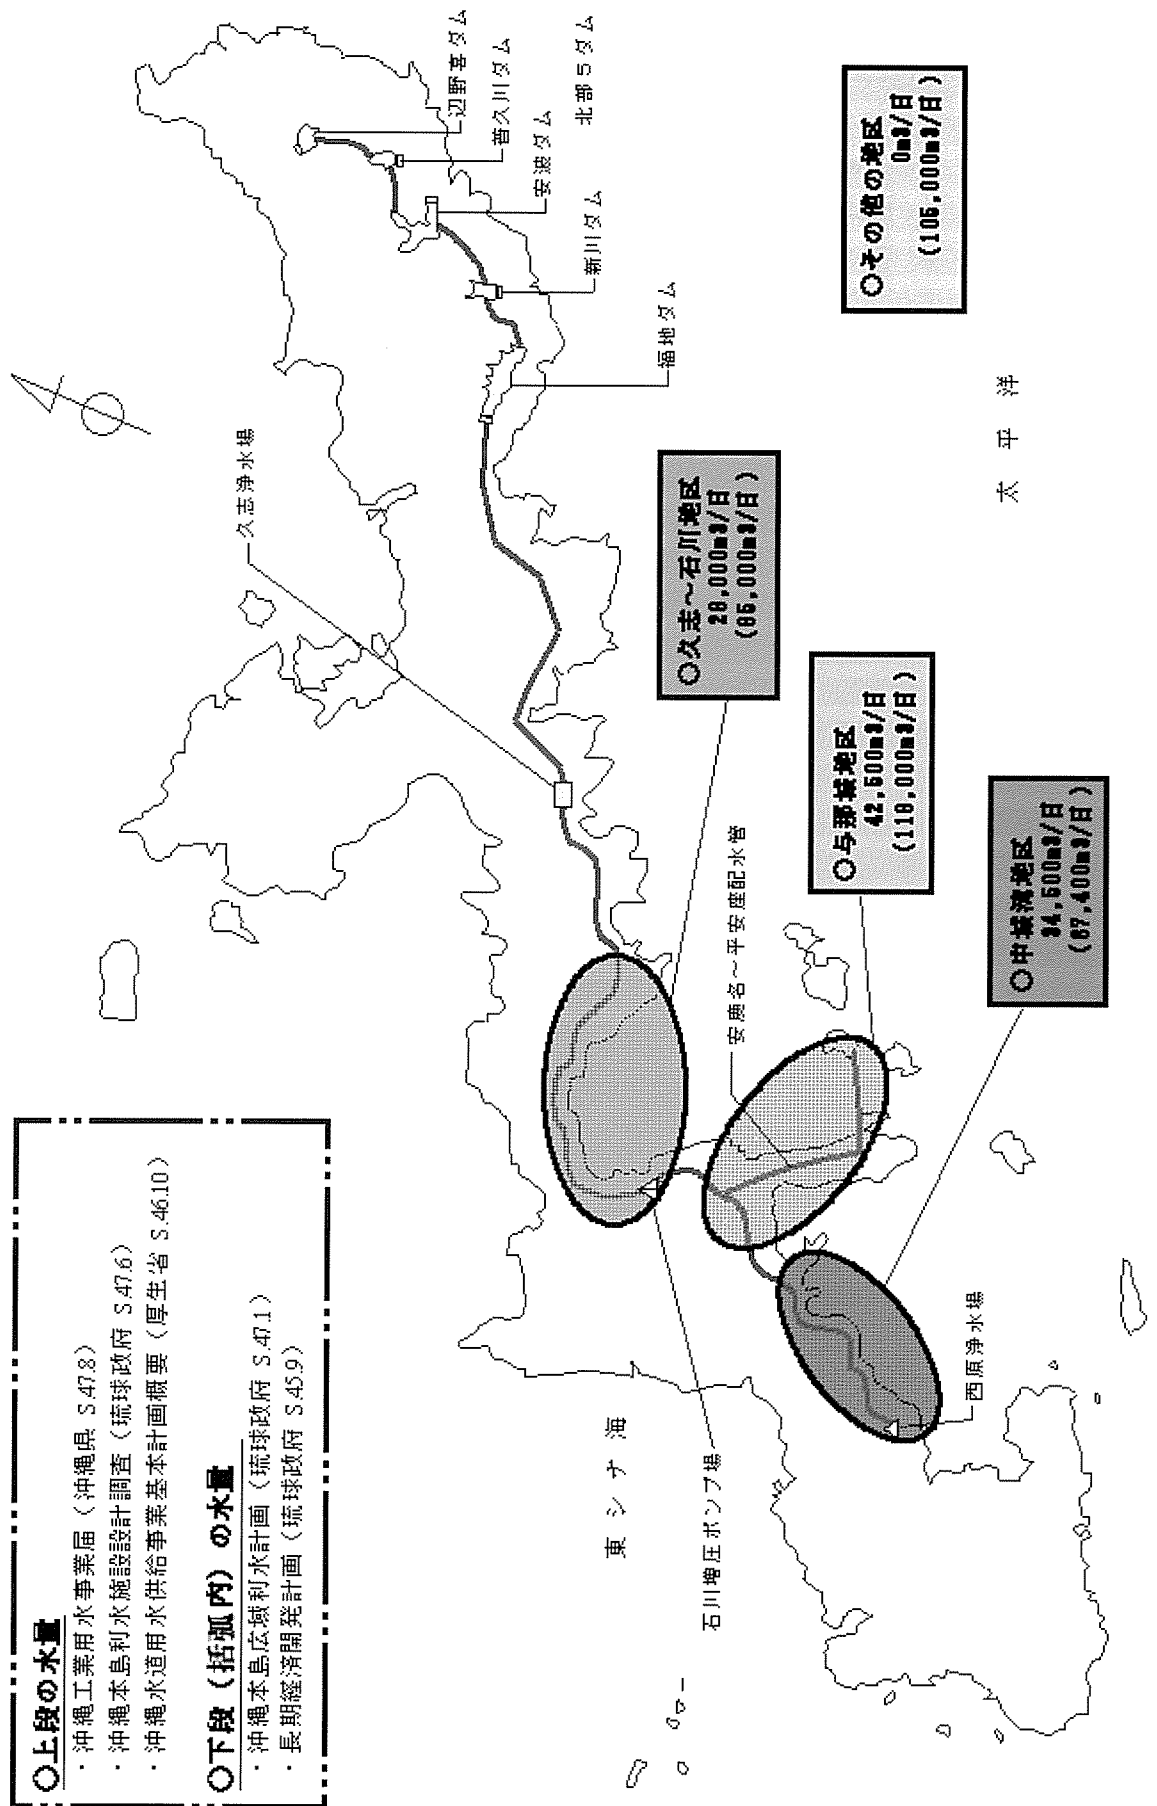 ○上段の水量
・沖縄工業用水事業届（沖縄県 S.47.8）
・沖縄本島利水施設設計調査（琉球政府 S.47.6）
・沖縄水道用水供給事業基本計画概要（厚生省 S.46.10）
○下段（括弧内）の水量
・沖縄本島広域利水計画（琉球政府 S.47.1）
・長期経済開発計画（琉球政府 S.45.9）
久志浄水場
辺野喜ダム
普久川ダム
安波ダム
北部5ダム
新川ダム
福地ダム
東シナ海
石川増圧ポンプ場
○久志～石川地区
(
安慶名～平安座配水管
○与那城地区
42,500m3/日
(118,000m3/日)
○中城湾地区
34,500m3/日
(67,400m3/日)
西原浄水場
○その他の地区
0m3/日
太平洋